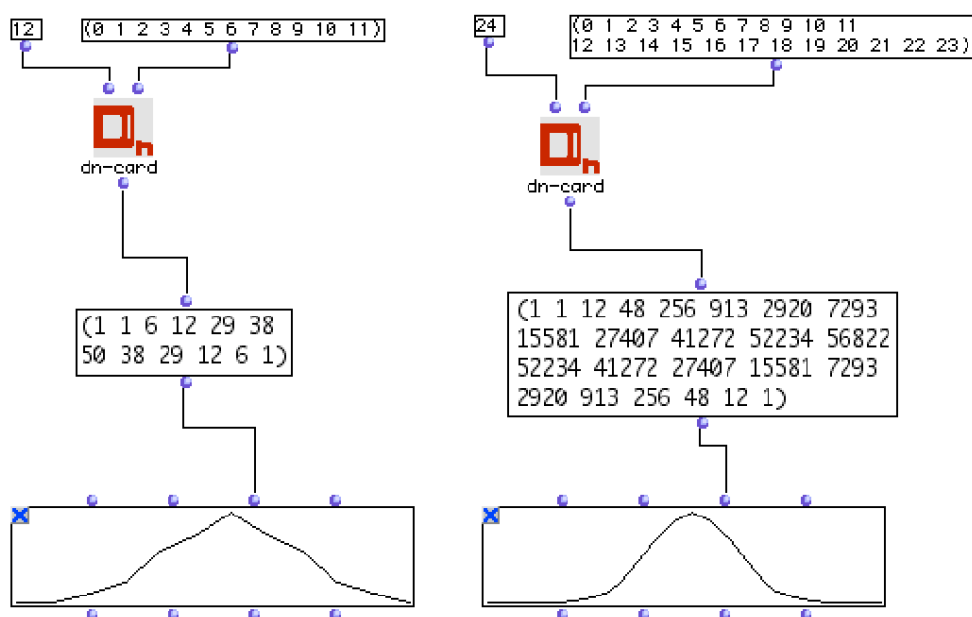 12
(0 1 2 3 4 5 6 7 8 9 10 11)
n
dn-card
(1 1 6 12 29 38
50 38 29 12 6 1)
24
(0 1 2 3 4 5 6 7 8 9 10 11
12 13 14 15 16 17 18 19 20 21 22 23)
n
dn-card
(1 1 12 48 256 913 2920 7293
15581 27407 41272 52234 56822
52234 41272 27407 15581 7293
2920 913 256 48 12 1)